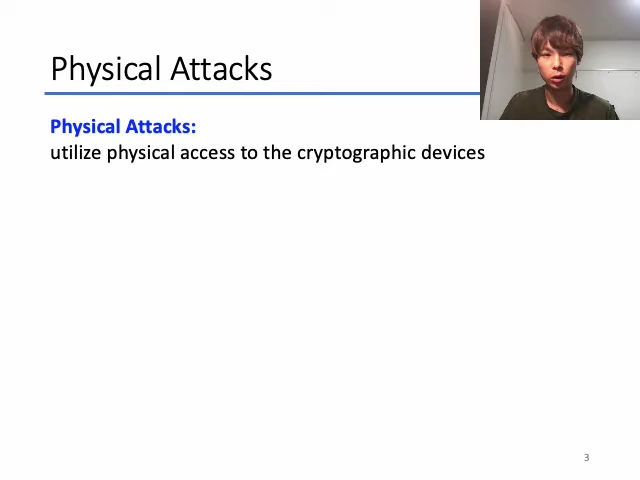 Physical Attacks
Physical Attacks:
utilize physical access to the cryptographic devices
3